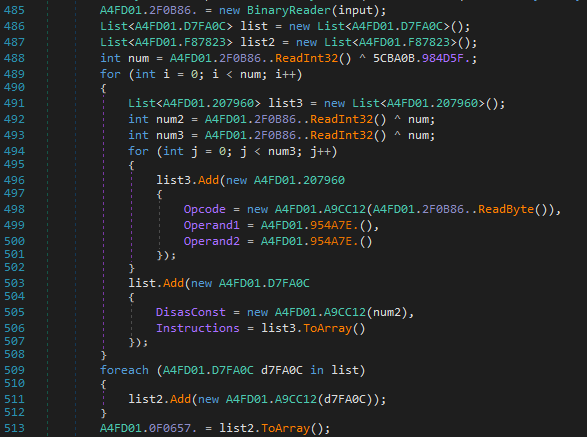 485 A4FD01.2F0B86. = new BinaryReader(input);
486 List<A4FD01.D7FA0C> list = new List<A4FD01.D7FA0C>();
487 List<A4FD01.F87823> list2 = new List<A4FD01.F87823>();
488 int num = A4FD01.2F0B86..ReadInt32() ^ 5CBA0B.984D5F.;
489 for (int i = 0; i < num; i++)
490 {
491 List<A4FD01.207960> list3 = new List<A4FD01.207960>();
492 int num2 = A4FD01.2F0B86..ReadInt32() ^ num;
493 int num3 = A4FD01.2F0B86..ReadInt32() ^ num;
494 for (int j = 0; j < num3; j++)
495 {
496 list3.Add(new A4FD01.207960
497 {
498 Opcode = new A4FD01.A9CC12(A4FD01.2F0B86..ReadByte()),
499 Operand1 = A4FD01.954A7E.(),
500 Operand2 = A4FD01.954A7E.()
501 });
502 }
503 list.Add(new A4FD01.D7FA0C
504 {
505 DisasConst = new A4FD01.A9CC12(num2),
506 Instructions = list3.ToArray()
507 });
508 }
509 foreach (A4FD01.D7FA0C d7FA0C in list)
510 {
511 list2.Add(new A4FD01.A9CC12(d7FA0C));
512 }
513 A4FD01.0F0657. = list2.ToArray();